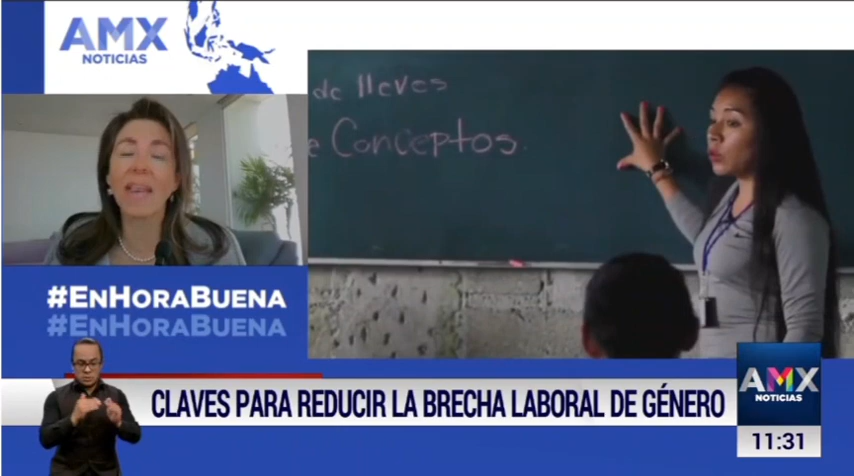 AMX
NOTICIAS
de lleves
e Conceptos.
#ENHORABUENA
#ENHORABUENA
CLAVES PARA REDUCIR LA BRECHA LABORAL DE GÉNERO
AMX
NOTICIAS
11:31